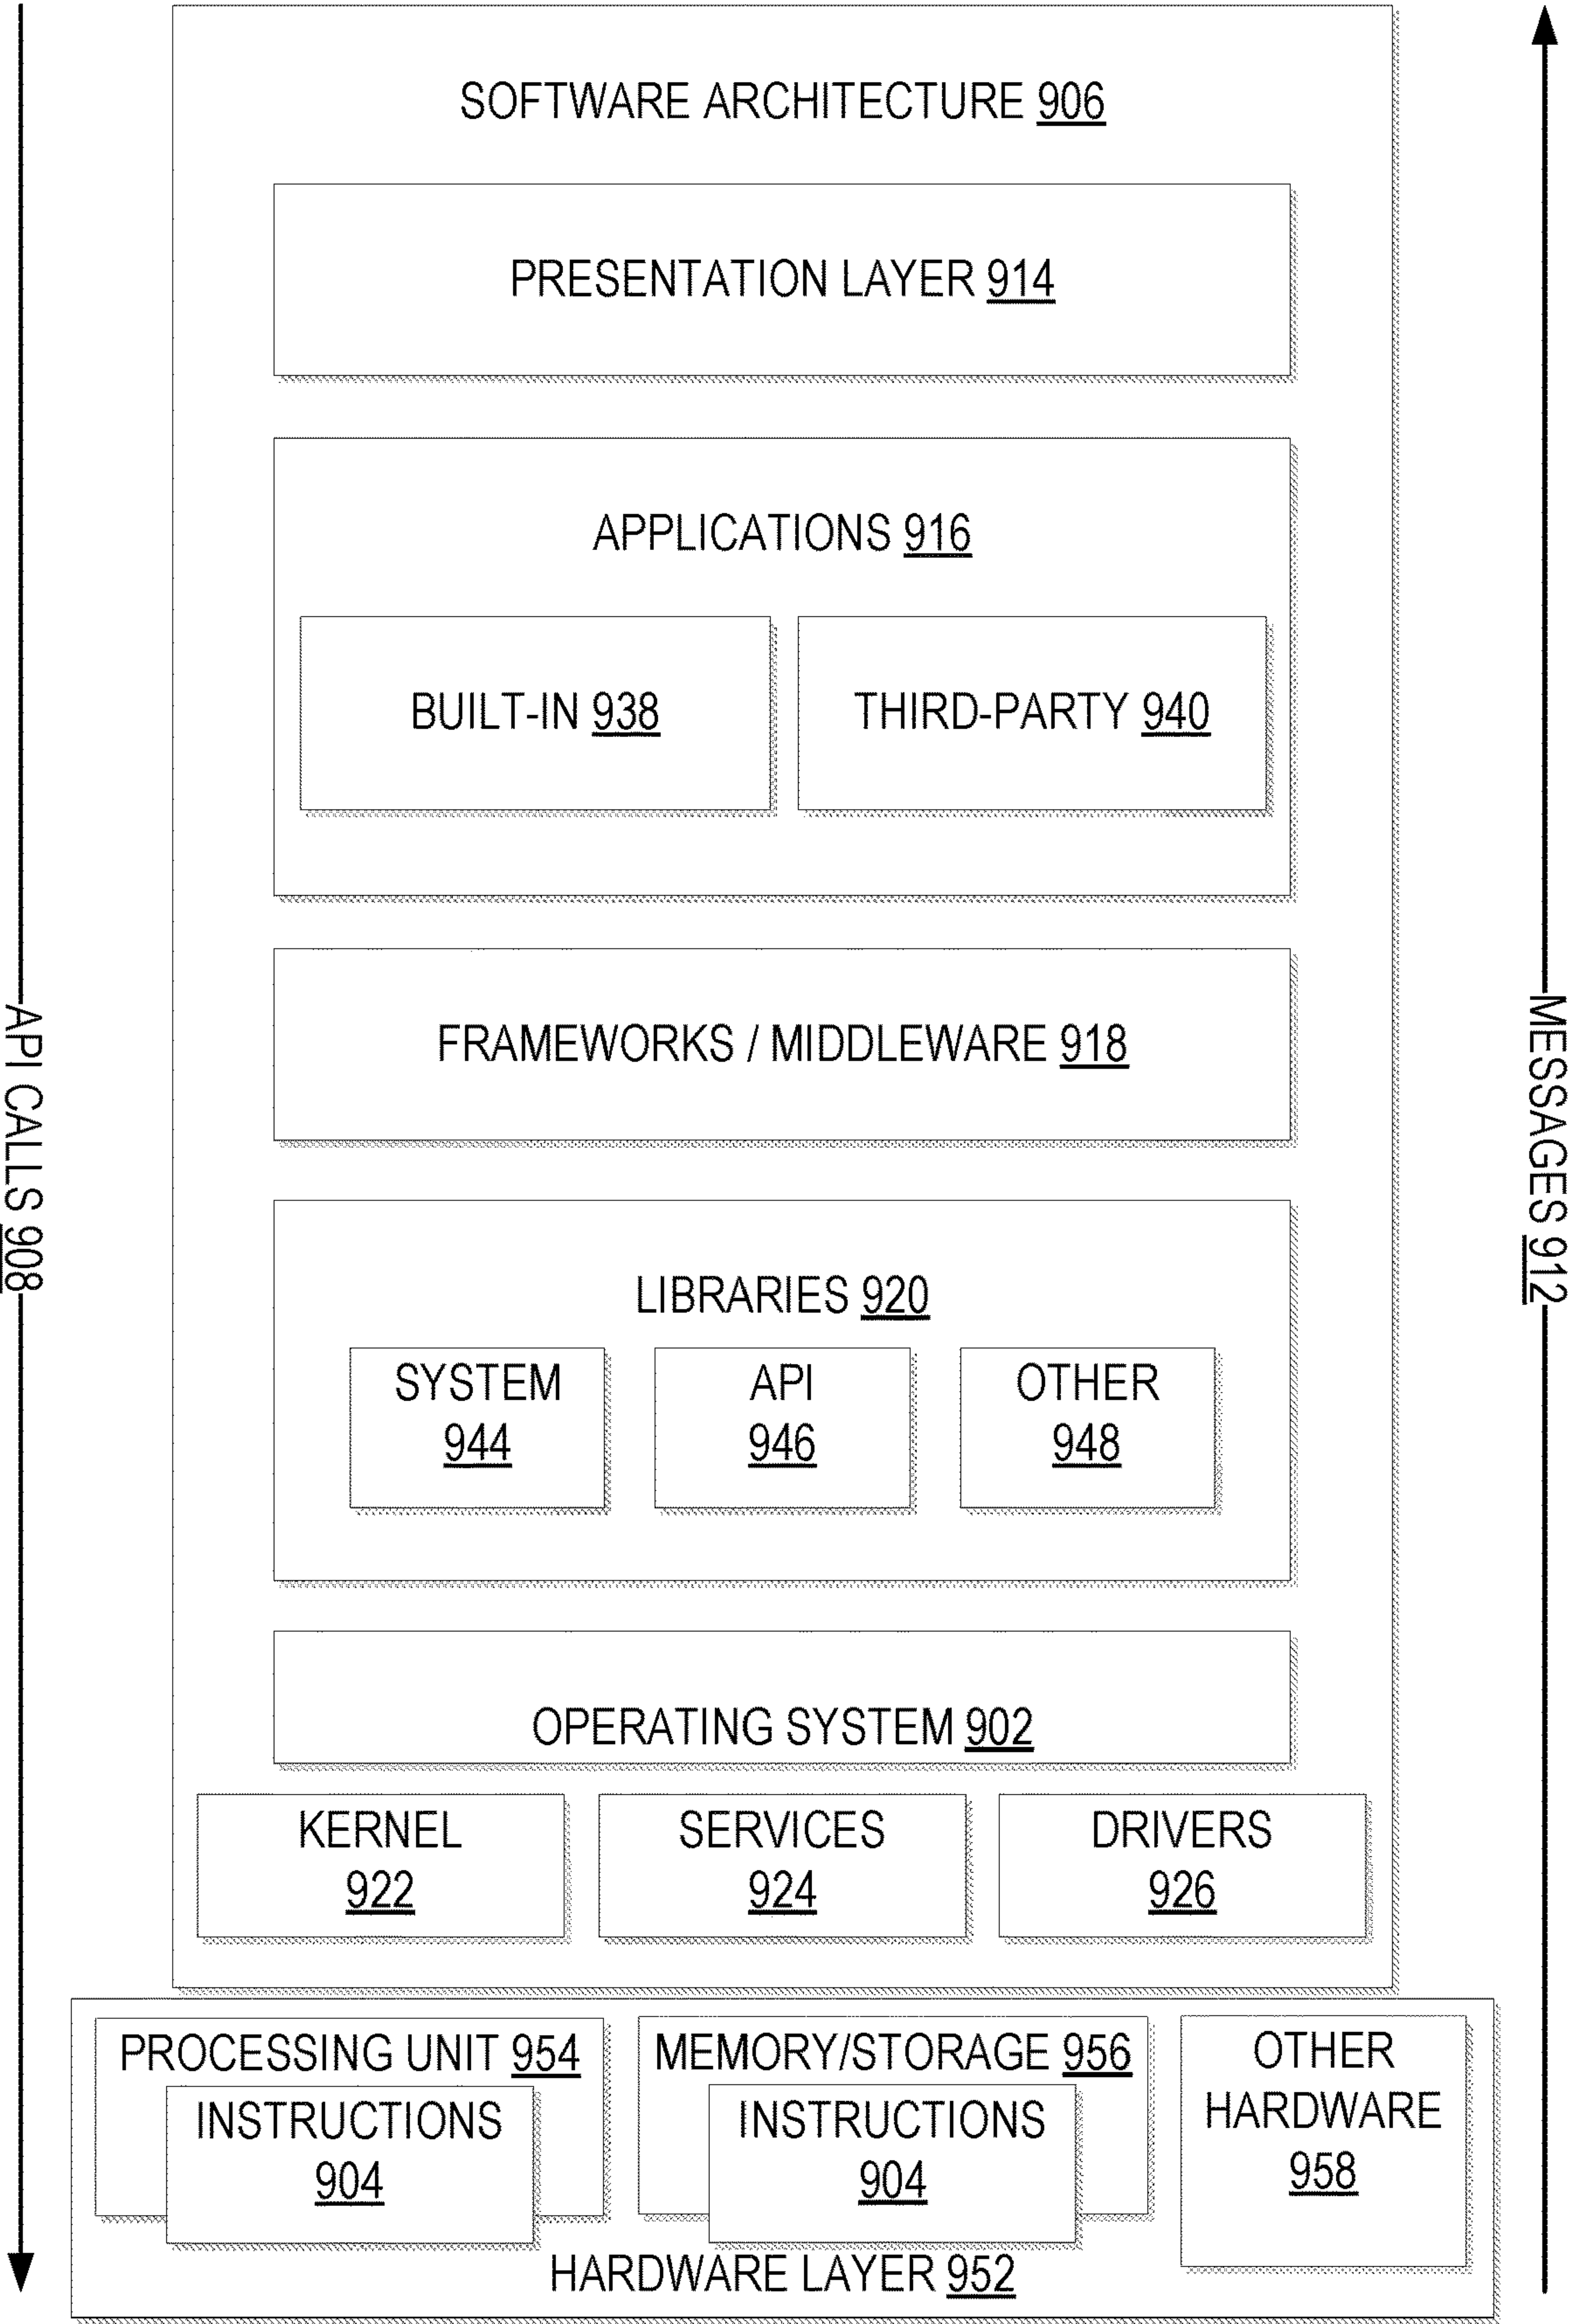 SOFTWARE ARCHITECTURE 906
PRESENTATION LAYER 914
APPLICATIONS 916
BUILT-IN 938
THIRD-PARTY 940
FRAMEWORKS / MIDDLEWARE 918
LIBRARIES 920
SYSTEM
944
API
946
OTHER
948
OPERATING SYSTEM 902
KERNEL
922
SERVICES
924
DRIVERS
926
PROCESSING UNIT 954
INSTRUCTIONS
904
MEMORY/STORAGE 956
INSTRUCTIONS
904
OTHER
HARDWARE
958
HARDWARE LAYER 952
API CALLS 908
MESSAGES 912